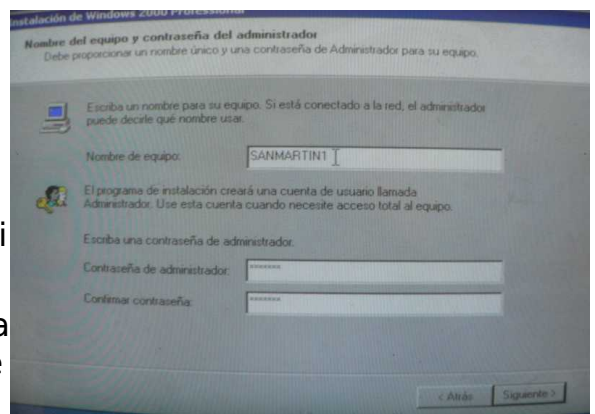 nstalación de Windows 2000 Professional
Nombre del equipo y contraseña del administrador
Debe proporcionar un nombre único y una contraseña de Administrador para su equipo.
Escriba un nombre para su equipo. Si está conectado a la red, el administrador
puede decirle qué nombre usar.
Nombre de equipo: SANMARTIN1
El programa de instalación creará una cuenta de usuario llamada
Administrador. Use esta cuenta cuando necesite acceso total al equipo.
i
Escriba una contraseña de administrador.
Contraseña de administrador: *******
a
Confirmar contraseña: *******
e
< Atrás Siguiente >